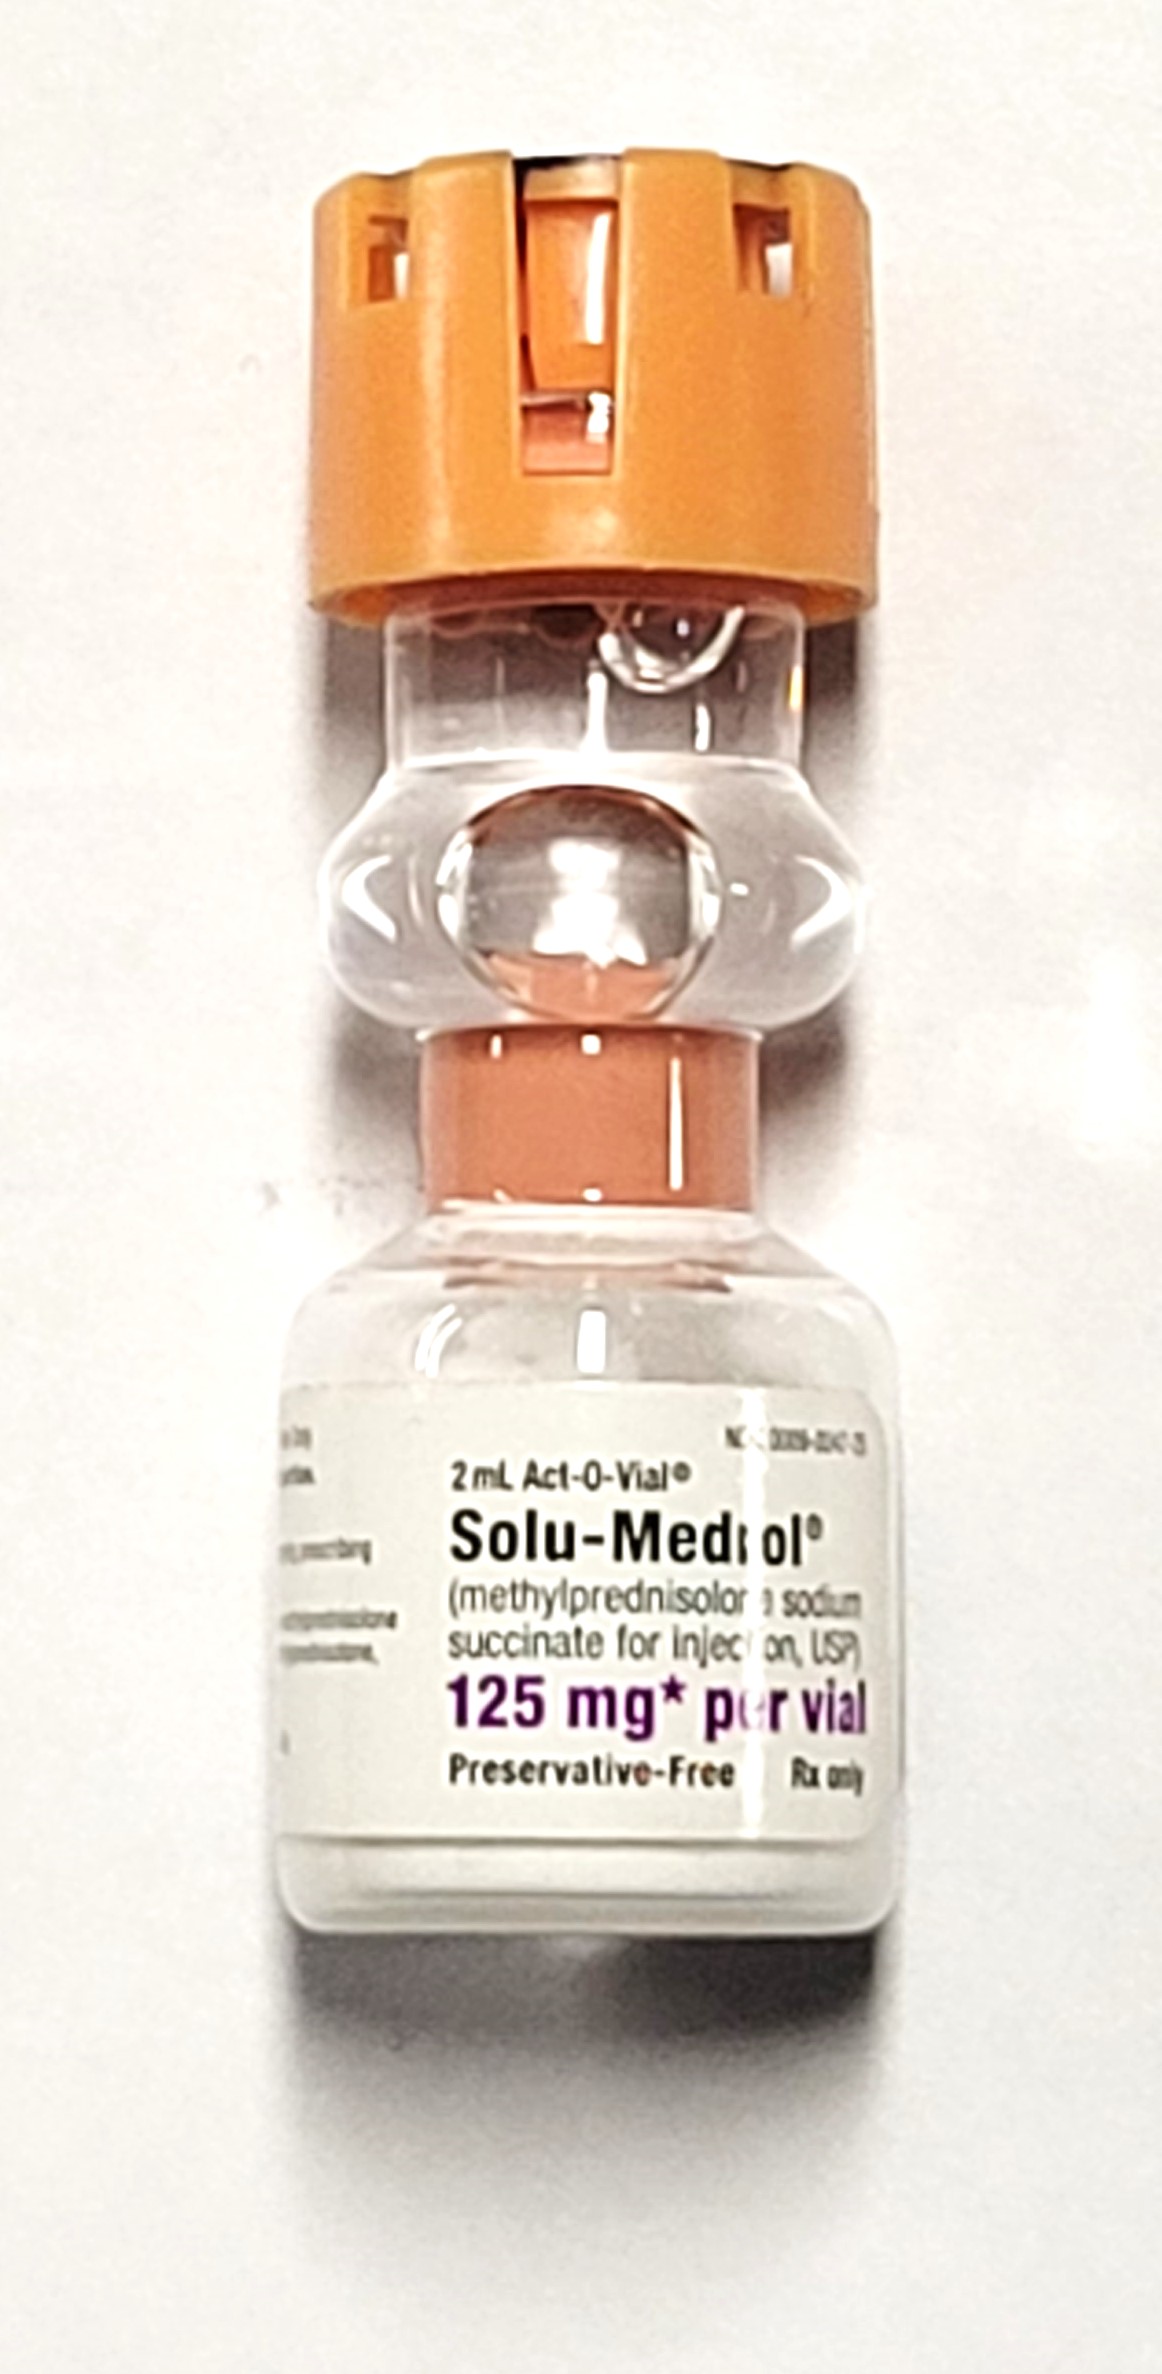 2 mL Act-O-Vial®
Solu-Medrol®
(methylprednisolone sodium
succinate for injection, USP)
125 mg* per vial
Preservative-Free Rx only